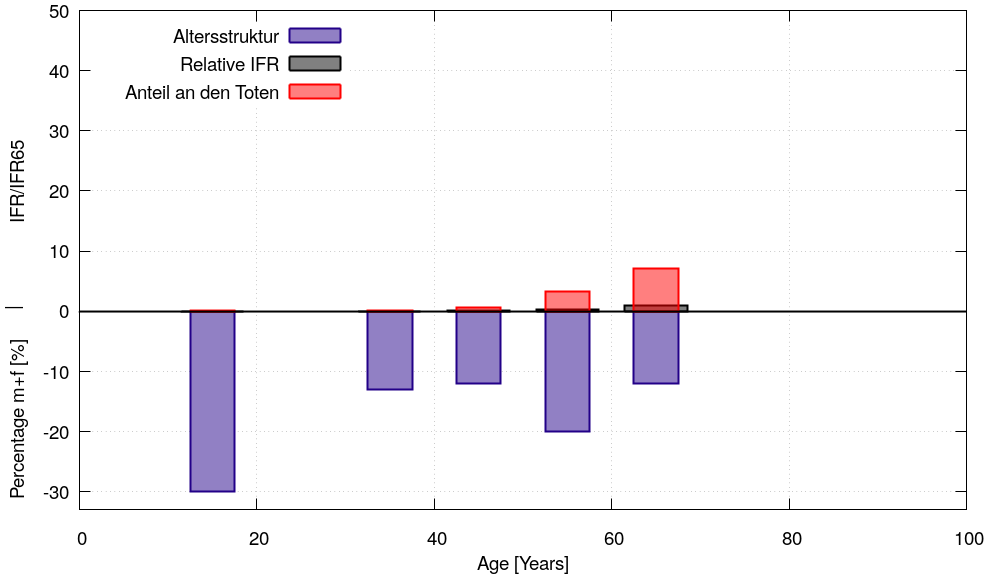 Altersstruktur
Relative IFR
Anteil an den Toten
50
40
30
20
10
0
-10
-20
-30
Percentage m+f [%] | IFR/IFR65
0 20 40 60 80 100
Age [Years]